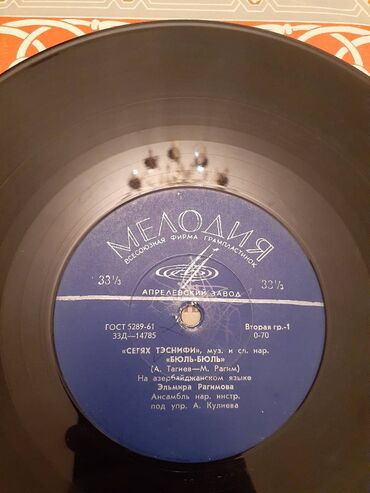 МЕЛОДИЯ
ВСЕСОЮЗНАЯ ФИРМА ГРАМПЛАСТИНОК
33⅓ 33⅓
АПРЕЛЕВСКИЙ ЗАВОД
ГОСТ 5289-61 Вторая гр.-1
33Д—14785 0-70
«СЕГЯХ ТЭСНИФИ», муз. и сл. нар.
«БЮЛЬ-БЮЛЬ»
(А. Тагиев—М. Рагим)
На азербайджанском языке
Эльмира Рагимова
Ансамбль нар. инстр.
под упр. А. Кулиева